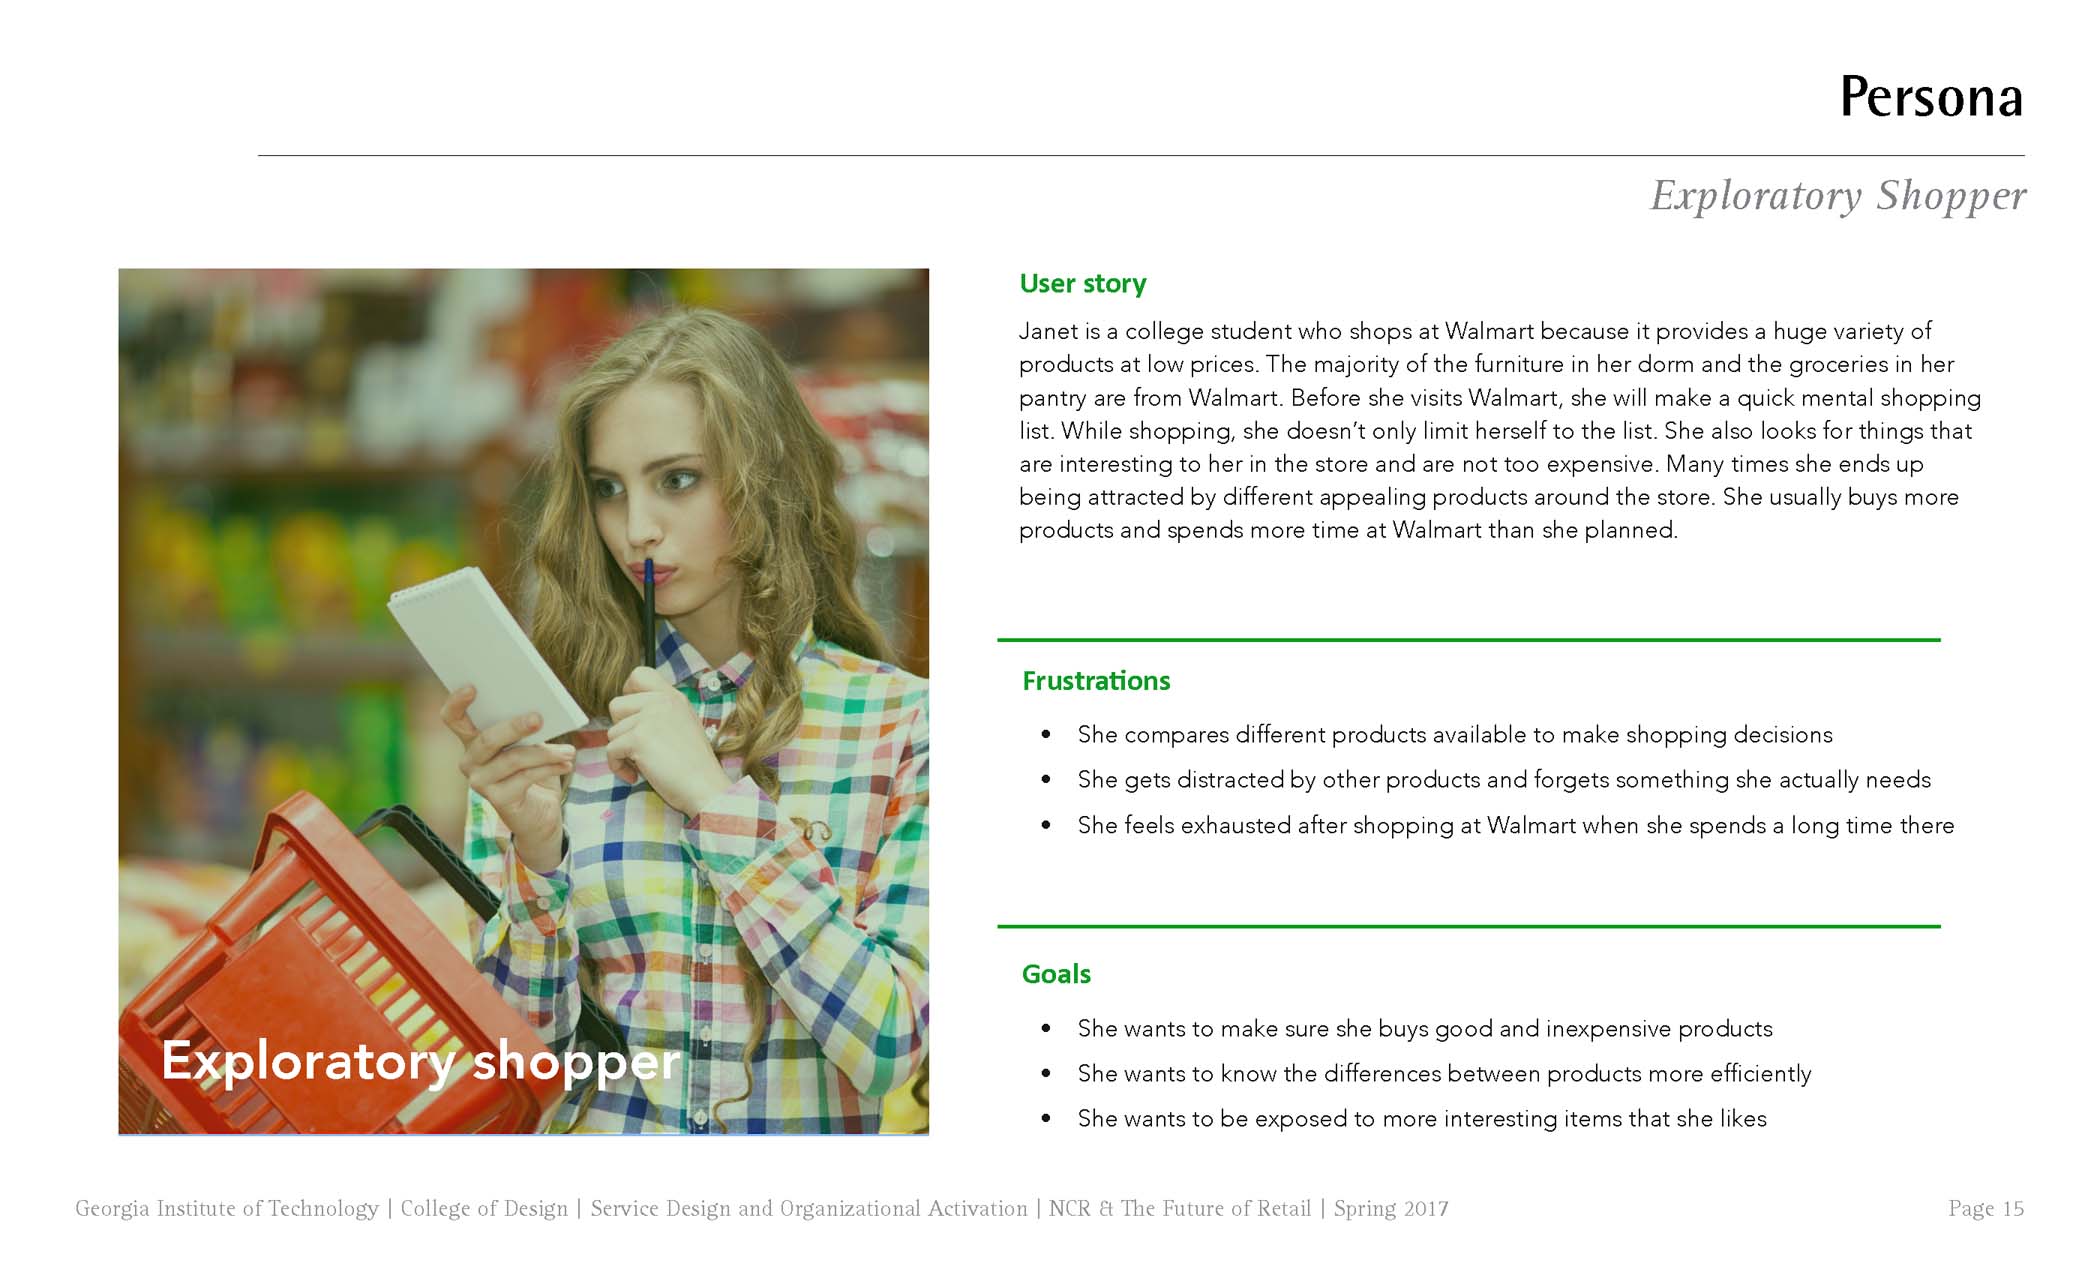 Persona
Exploratory Shopper
User story
Janet is a college student who shops at Walmart because it provides a huge variety of
products at low prices. The majority of the furniture in her dorm and the groceries in her
pantry are from Walmart. Before she visits Walmart, she will make a quick mental shopping
list. While shopping, she doesn’t only limit herself to the list. She also looks for things that
are interesting to her in the store and are not too expensive. Many times she ends up
being attracted by different appealing products around the store. She usually buys more
products and spends more time at Walmart than she planned.
Frustrations
• She compares different products available to make shopping decisions
• She gets distracted by other products and forgets something she actually needs
• She feels exhausted after shopping at Walmart when she spends a long time there
Goals
• She wants to make sure she buys good and inexpensive products
• She wants to know the differences between products more efficiently
• She wants to be exposed to more interesting items that she likes
Exploratory shopper
Georgia Institute of Technology | College of Design | Service Design and Organizational Activation | NCR & The Future of Retail | Spring 2017
Page 15